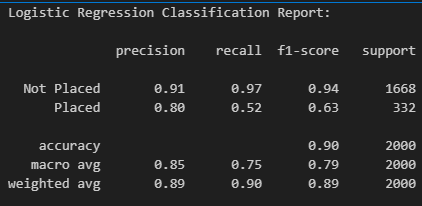 Logistic Regression Classification Report:
precision recall f1-score support
Not Placed 0.91 0.97 0.94 1668
Placed 0.80 0.52 0.63 332
accuracy 0.90 2000
macro avg 0.85 0.75 0.79 2000
weighted avg 0.89 0.90 0.89 2000